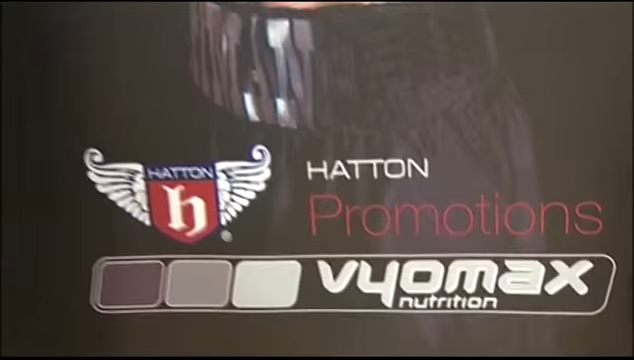 HATTON
h
HATTON
Promotions
vyomax
nutrition